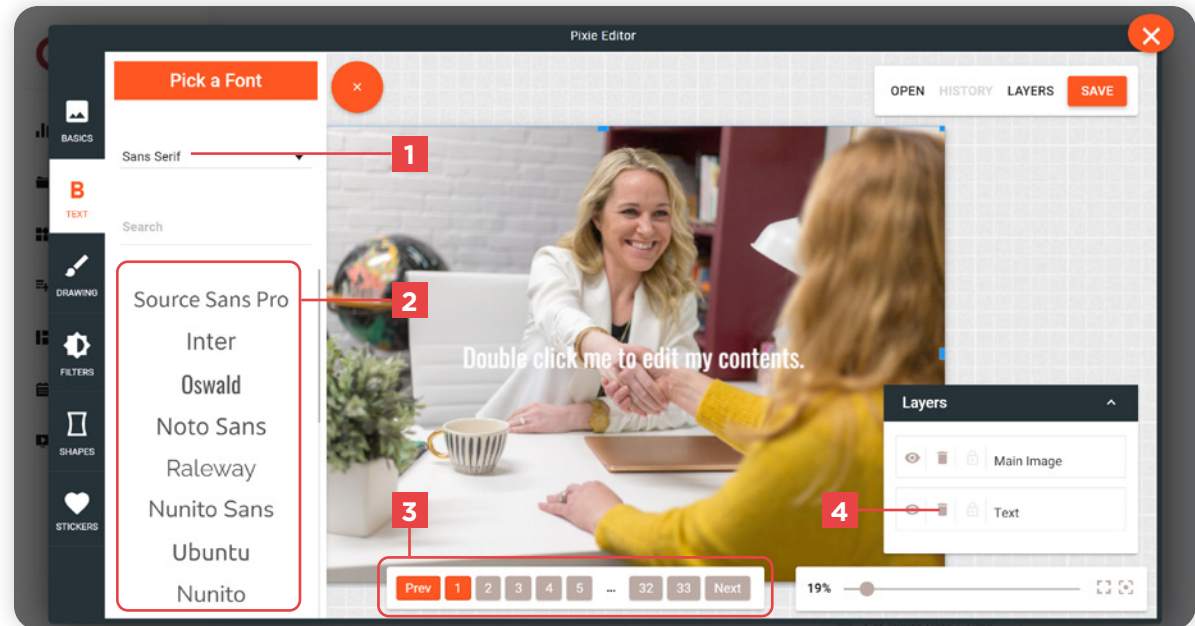 Pixie Editor
Pick a Font
OPEN HISTORY LAYERS SAVE
BASICS
Sans Serif
1
B
TEXT
Search
DRAWING
Source Sans Pro
2
Inter
FILTERS
Oswald
Double click me to edit my contents.
Noto Sans
Raleway
Nunito Sans
Ubuntu
Nunito
SHAPES
STICKERS
Layers
Main Image
4
Text
3
Prev 1 2 3 4 5 ... 32 33 Next
19%